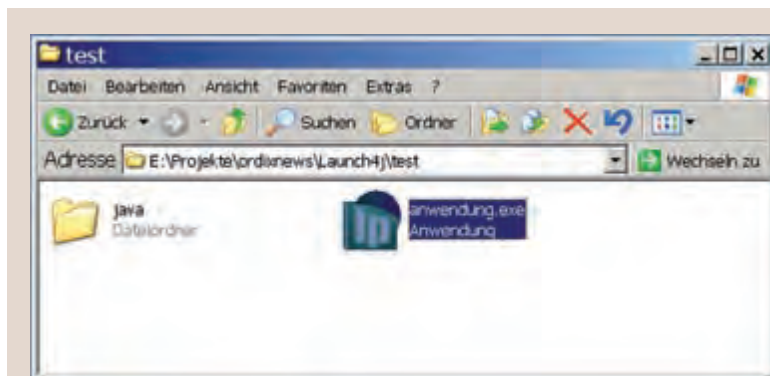 test
Datei Bearbeiten Ansicht Favoriten Extras ?
Zurück Suchen Ordner
Adresse E:\Projekte\ordixnews\Launch4j\test Wechseln zu
java anwendung.exe
Dateiordner Anwendung